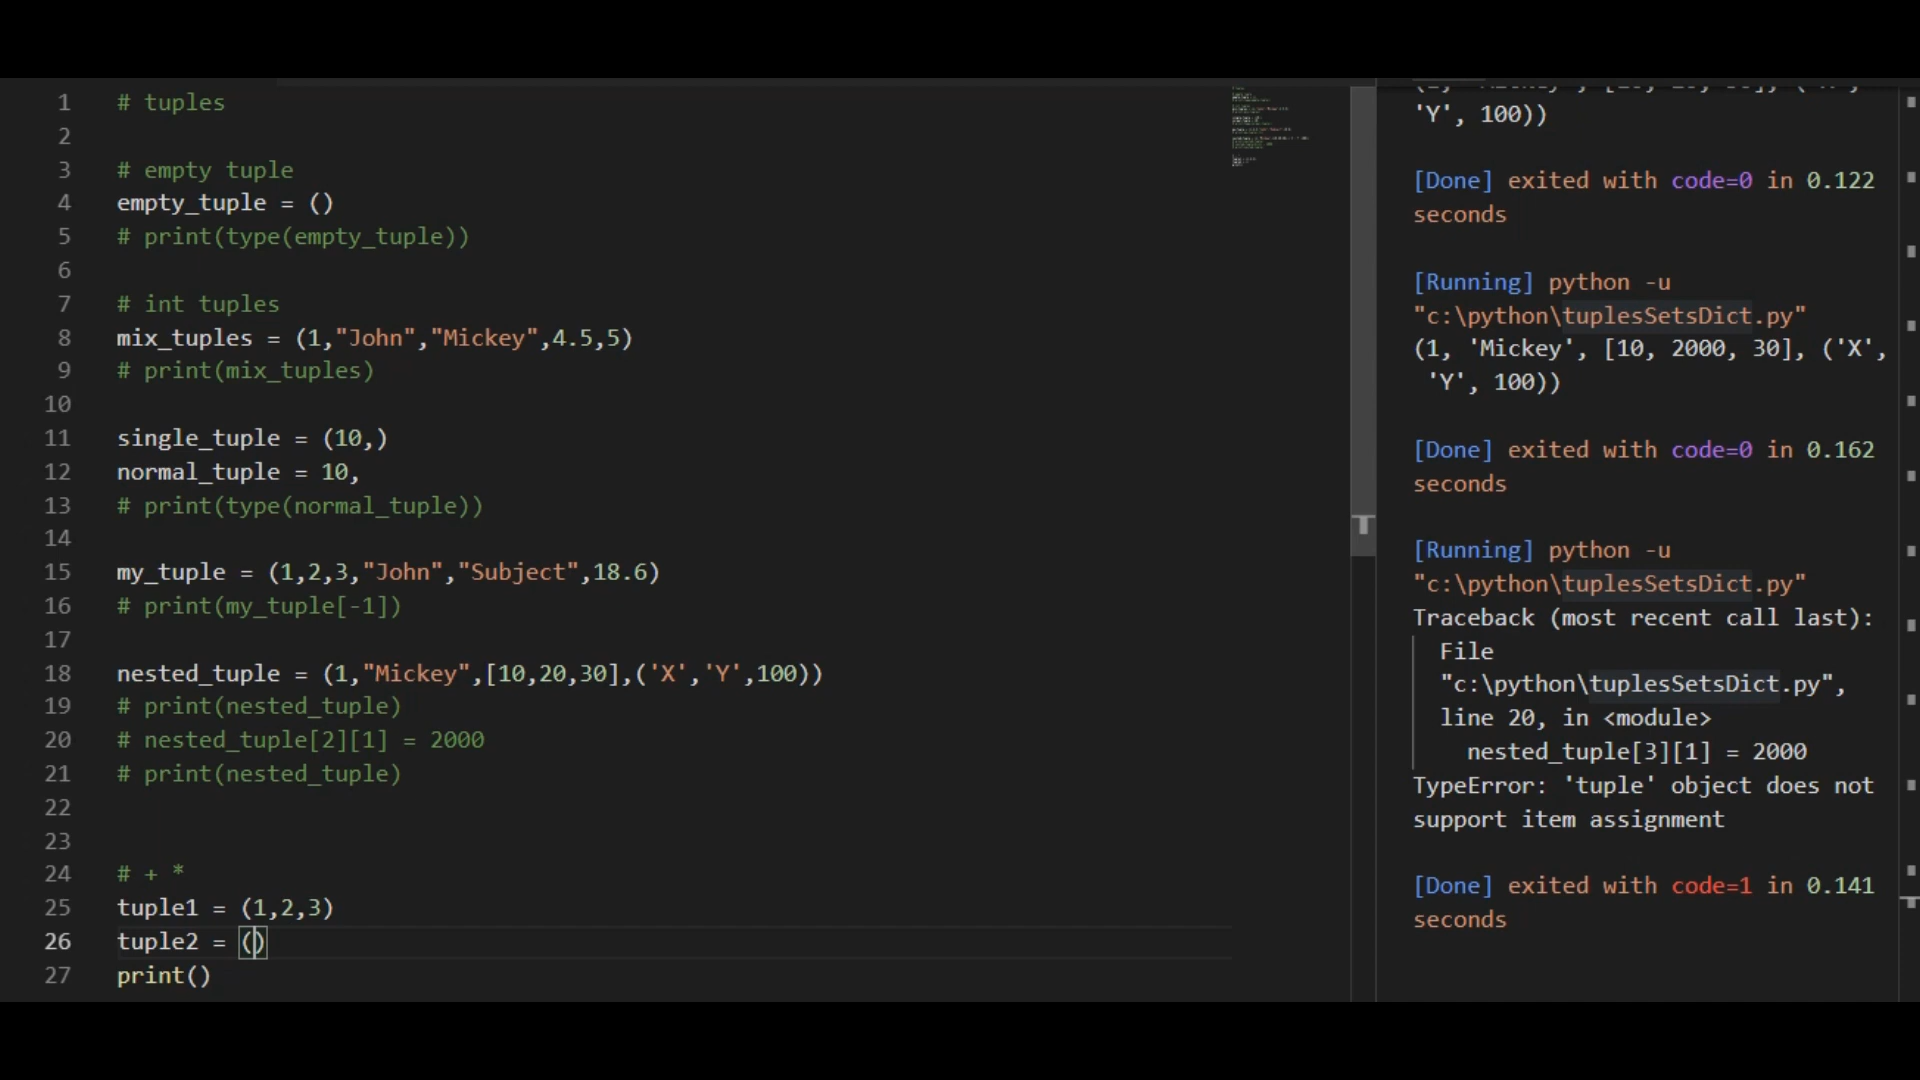 1 # tuples
2
3 # empty tuple
4 empty_tuple = ()
5 # print(type(empty_tuple))
6
7 # int tuples
8 mix_tuples = (1,"John","Mickey",4.5,5)
9 # print(mix_tuples)
10
11 single_tuple = (10,)
12 normal_tuple = 10,
13 # print(type(normal_tuple))
14
15 my_tuple = (1,2,3,"John","Subject",18.6)
16 # print(my_tuple[-1])
17
18 nested_tuple = (1,"Mickey",[10,20,30],('X','Y',100))
19 # print(nested_tuple)
20 # nested_tuple[2][1] = 2000
21 # print(nested_tuple)
22
23
24 # + *
25 tuple1 = (1,2,3)
26 tuple2 = ()
27 print()
'Y', 100))
[Done] exited with code=0 in 0.122
seconds
[Running] python -u
"c:\python\tuplesSetsDict.py"
(1, 'Mickey', [10, 2000, 30], ('X',
'Y', 100))
[Done] exited with code=0 in 0.162
seconds
[Running] python -u
"c:\python\tuplesSetsDict.py"
Traceback (most recent call last):
File
"c:\python\tuplesSetsDict.py",
line 20, in <module>
nested_tuple[3][1] = 2000
TypeError: 'tuple' object does not
support item assignment
[Done] exited with code=1 in 0.141
seconds